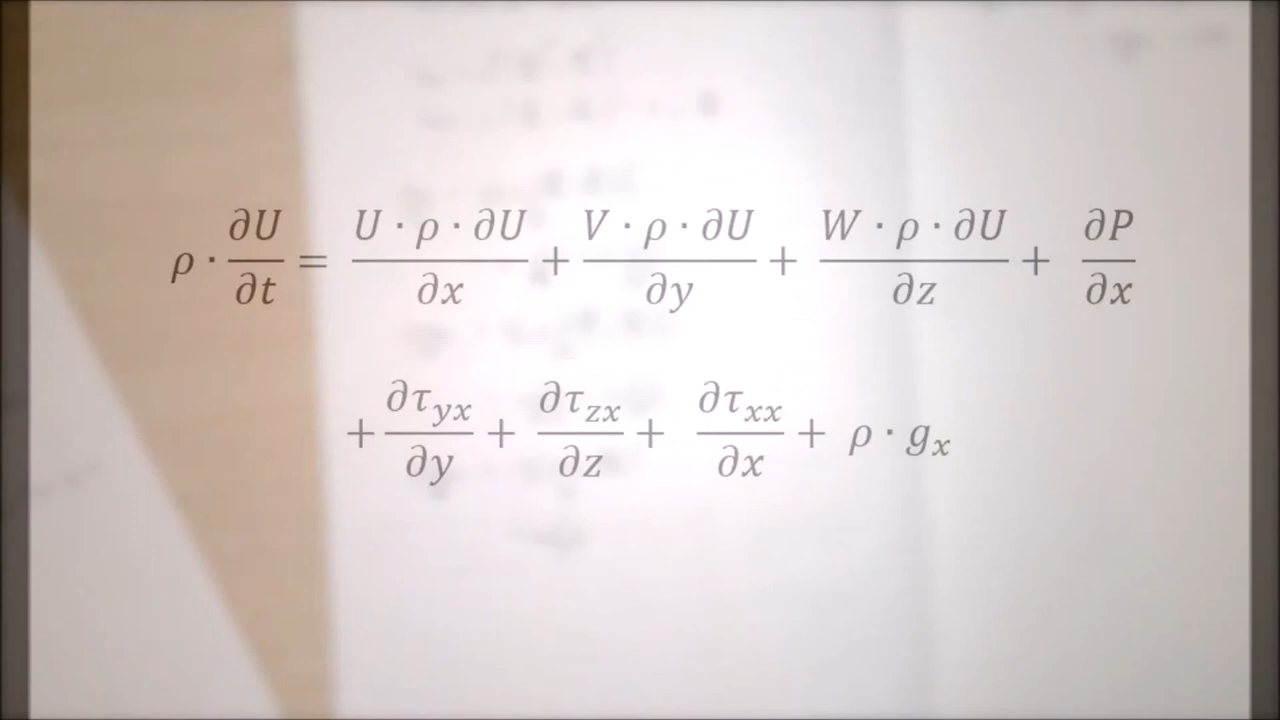 ρ · ∂U/∂t = U · ρ · ∂U/∂x + V · ρ · ∂U/∂y + W · ρ · ∂U/∂z + ∂P/∂x
+ ∂τ_yx/∂y + ∂τ_zx/∂z + ∂τ_xx/∂x + ρ · g_x